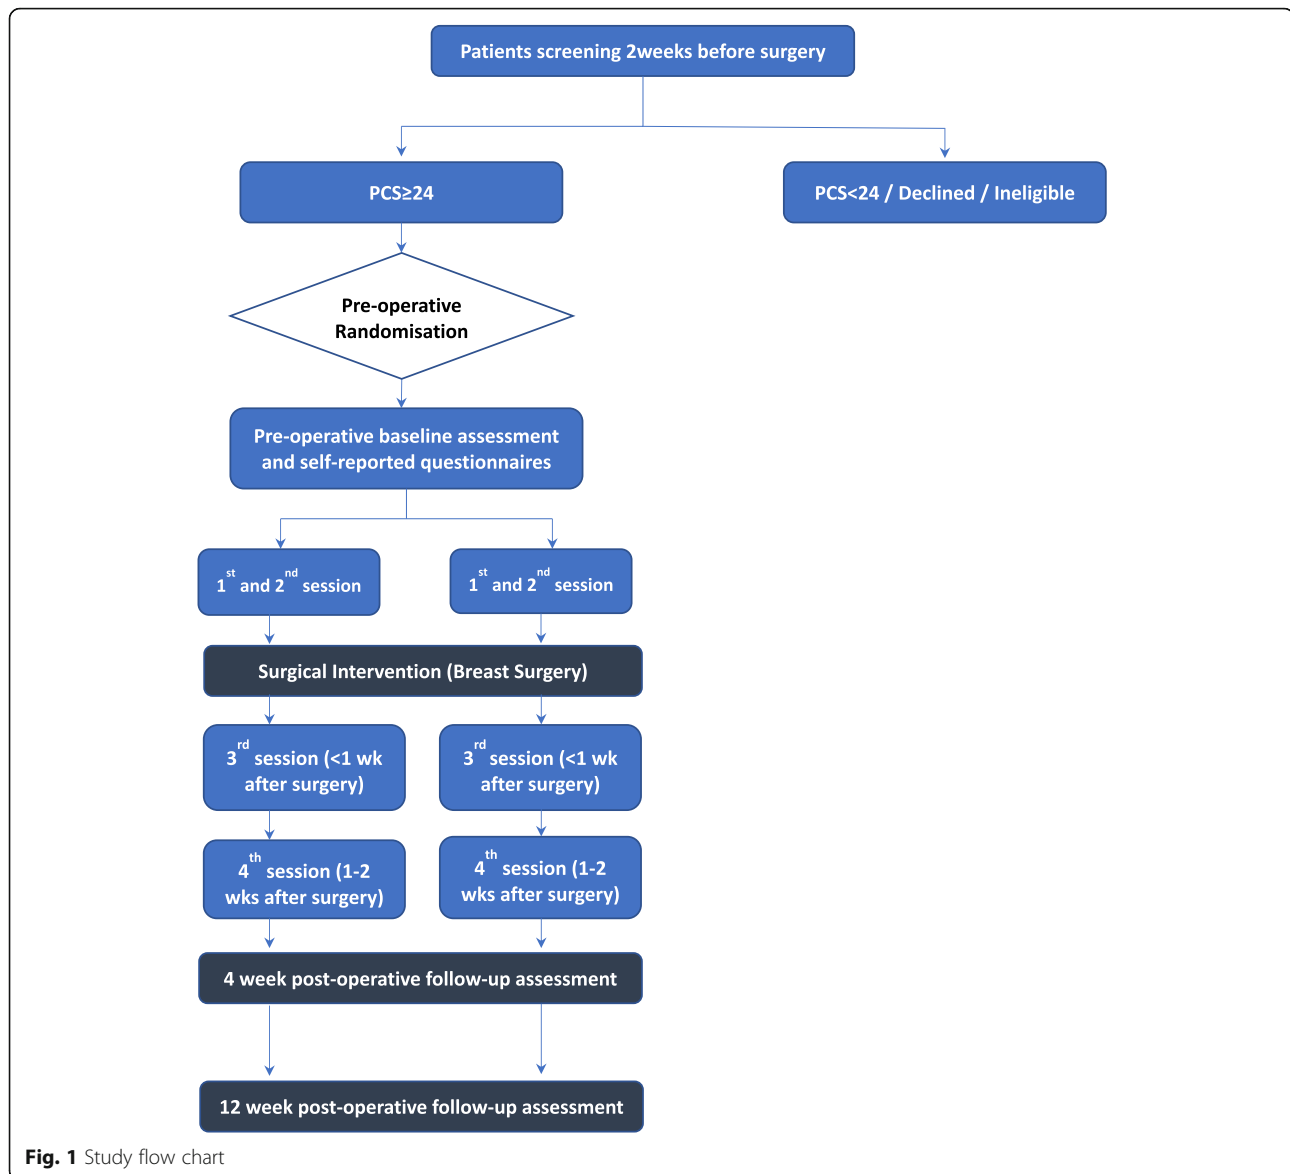 Patients screening 2weeks before surgery
PCS≥24
PCS<24 / Declined / Ineligible
Pre-operative
Randomisation
Pre-operative baseline assessment
and self-reported questionnaires
1st and 2nd session
1st and 2nd session
Surgical Intervention (Breast Surgery)
3rd session (<1 wk
after surgery)
3rd session (<1 wk
after surgery)
4th session (1-2
wks after surgery)
4th session (1-2
wks after surgery)
4 week post-operative follow-up assessment
12 week post-operative follow-up assessment
Fig. 1 Study flow chart